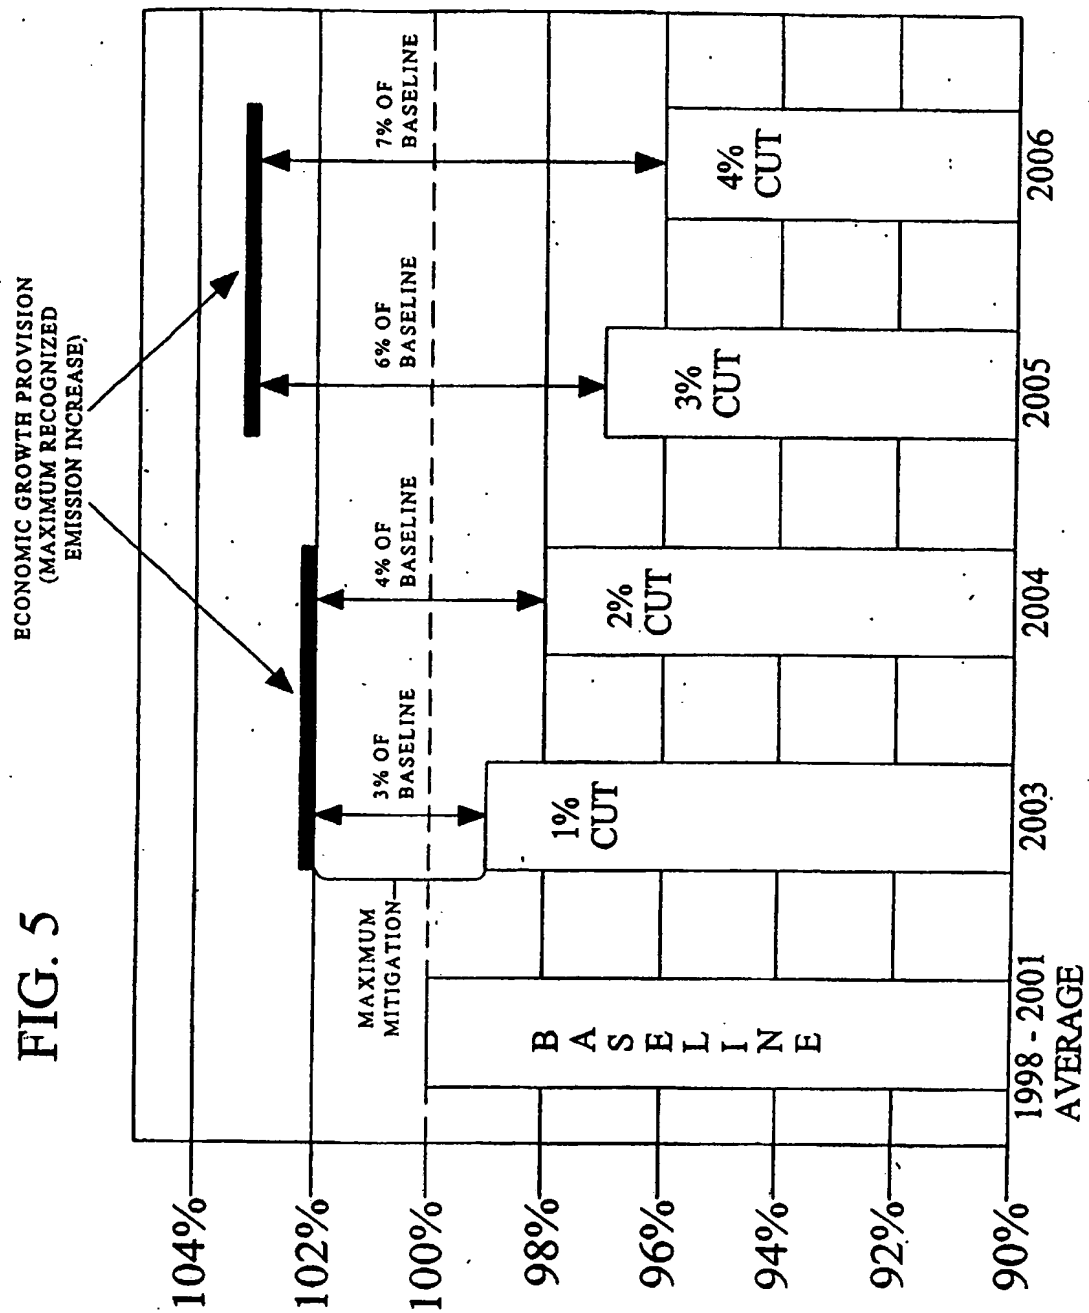 FIG. 5
ECONOMIC GROWTH PROVISION
(MAXIMUM RECOGNIZED
EMISSION INCREASE)
104%
102%
100%
98%
96%
94%
92%
90%
MAXIMUM
MITIGATION
3% OF
BASELINE
4% OF
BASELINE
6% OF
BASELINE
7% OF
BASELINE
BASELINE
1%
CUT
2%
CUT
3%
CUT
4%
CUT
1998 - 2001
AVERAGE
2003
2004
2005
2006